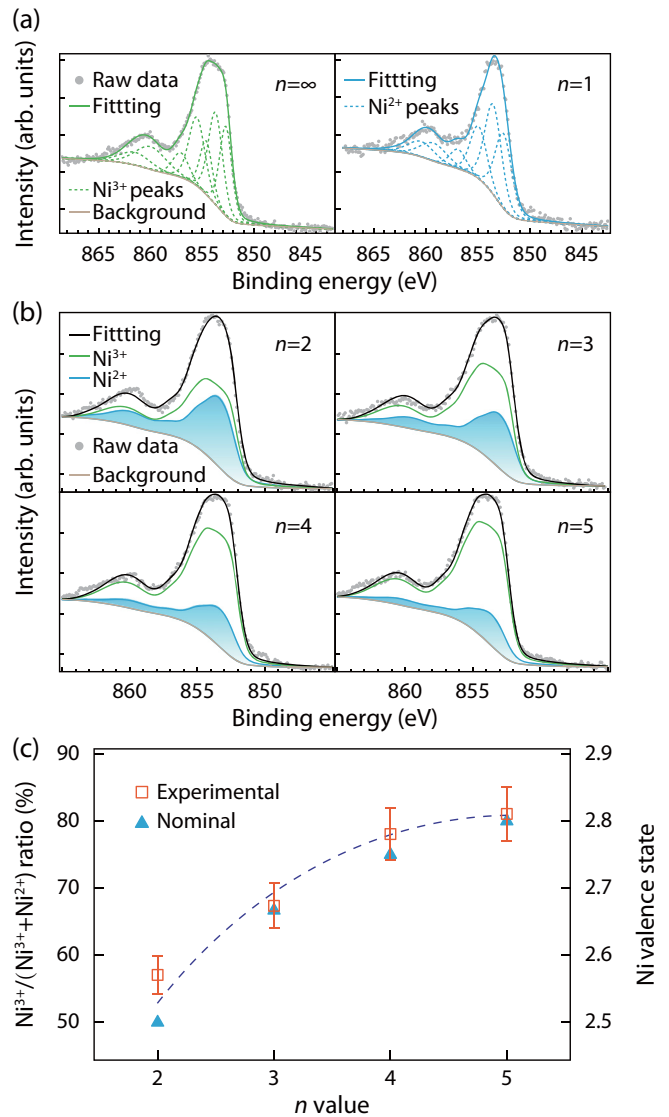 (a)
Intensity (arb. units)
Raw data
Fittting
n=∞
Ni³⁺ peaks
Background
865 860 855 850 845
Fittting
Ni²⁺ peaks
n=1
865 860 855 850 845
Binding energy (eV)
(b)
Intensity (arb. units)
Fittting
Ni³⁺
Ni²⁺
n=2
Raw data
Background
n=3
Intensity (arb. units)
n=4
n=5
860 855 850
860 855 850
Binding energy (eV)
(c)
Ni³⁺/(Ni³⁺+Ni²⁺) ratio (%)
90
80
70
60
50
Experimental
Nominal
2.9
2.8
2.7
2.6
2.5
Ni valence state
2 3 4 5
n value